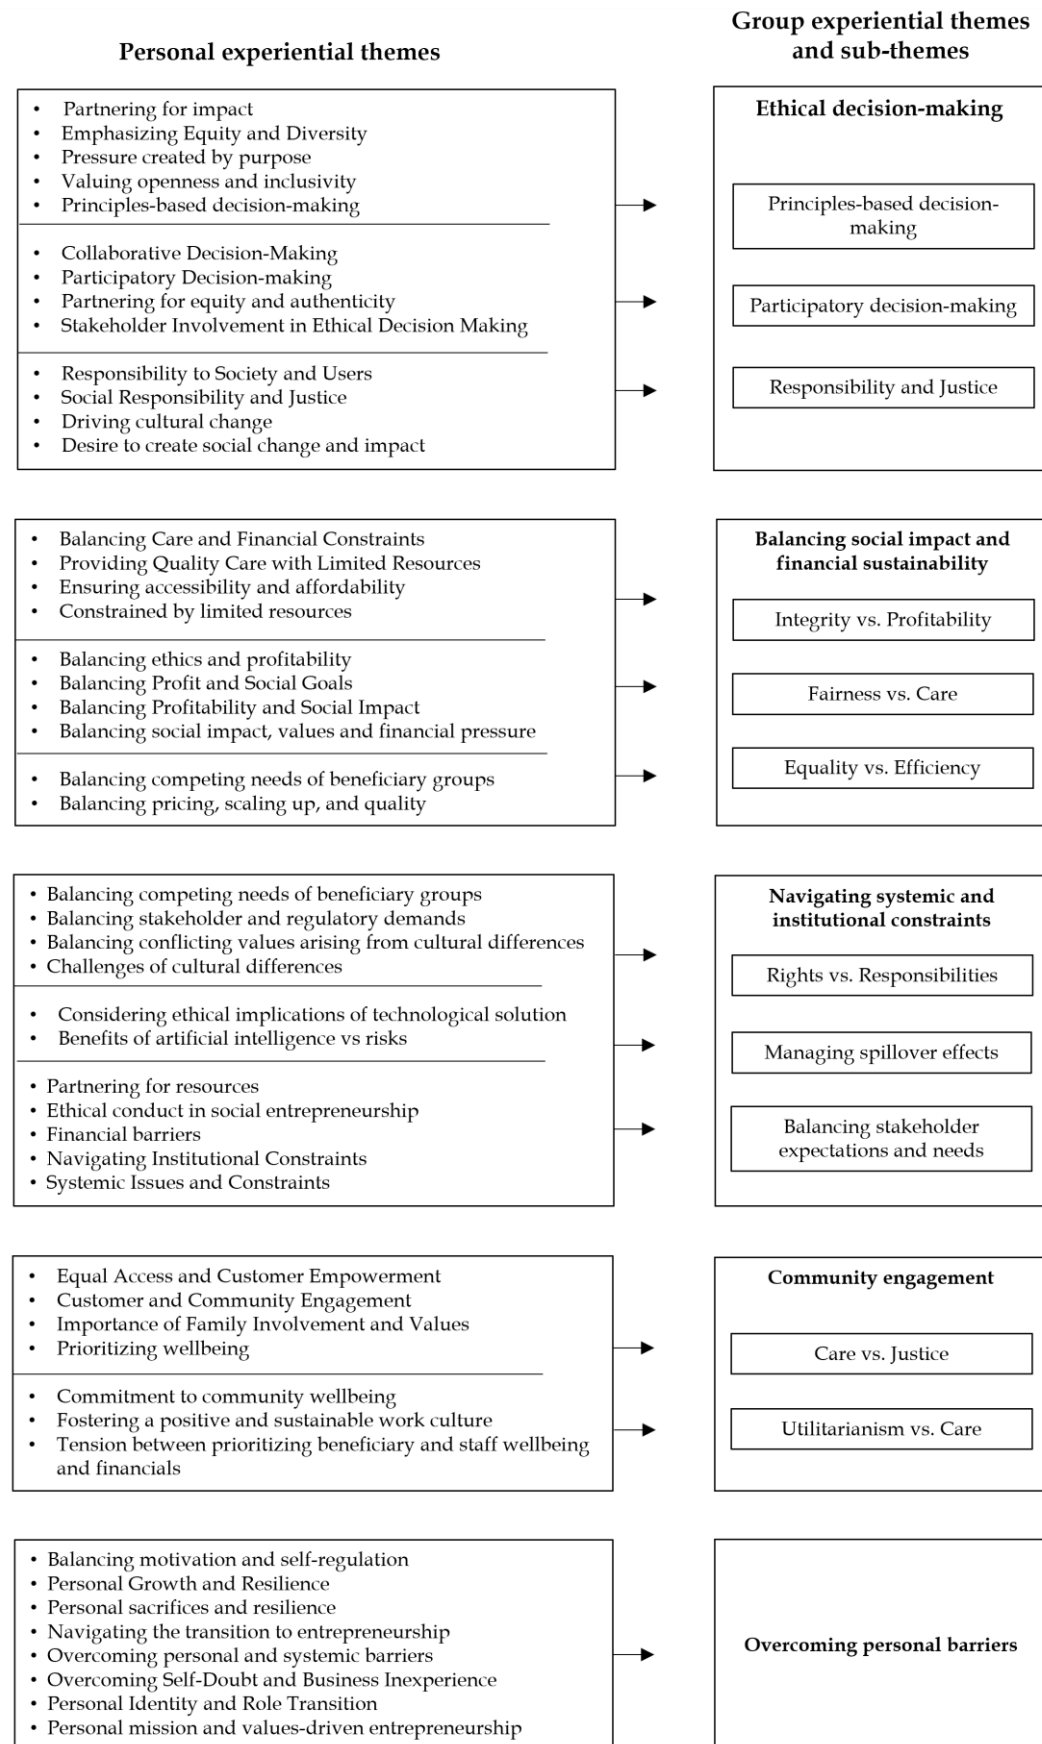 Personal experiential themes
Group experiential themes
and sub-themes
• Partnering for impact
• Emphasizing Equity and Diversity
• Pressure created by purpose
• Valuing openness and inclusivity
• Principles-based decision-making
• Collaborative Decision-Making
• Participatory Decision-making
• Partnering for equity and authenticity
• Stakeholder Involvement in Ethical Decision Making
• Responsibility to Society and Users
• Social Responsibility and Justice
• Driving cultural change
• Desire to create social change and impact
Ethical decision-making
Principles-based decision-
making
Participatory decision-making
Responsibility and Justice
• Balancing Care and Financial Constraints
• Providing Quality Care with Limited Resources
• Ensuring accessibility and affordability
• Constrained by limited resources
• Balancing ethics and profitability
• Balancing Profit and Social Goals
• Balancing Profitability and Social Impact
• Balancing social impact, values and financial pressure
• Balancing competing needs of beneficiary groups
• Balancing pricing, scaling up, and quality
Balancing social impact and
financial sustainability
Integrity vs. Profitability
Fairness vs. Care
Equality vs. Efficiency
• Balancing competing needs of beneficiary groups
• Balancing stakeholder and regulatory demands
• Balancing conflicting values arising from cultural differences
• Challenges of cultural differences
• Considering ethical implications of technological solution
• Benefits of artificial intelligence vs risks
• Partnering for resources
• Ethical conduct in social entrepreneurship
• Financial barriers
• Navigating Institutional Constraints
• Systemic Issues and Constraints
Navigating systemic and
institutional constraints
Rights vs. Responsibilities
Managing spillover effects
Balancing stakeholder
expectations and needs
• Equal Access and Customer Empowerment
• Customer and Community Engagement
• Importance of Family Involvement and Values
• Prioritizing wellbeing
• Commitment to community wellbeing
• Fostering a positive and sustainable work culture
• Tension between prioritizing beneficiary and staff wellbeing
and financials
Community engagement
Care vs. Justice
Utilitarianism vs. Care
• Balancing motivation and self-regulation
• Personal Growth and Resilience
• Personal sacrifices and resilience
• Navigating the transition to entrepreneurship
• Overcoming personal and systemic barriers
• Overcoming Self-Doubt and Business Inexperience
• Personal Identity and Role Transition
• Personal mission and values-driven entrepreneurship
Overcoming personal barriers